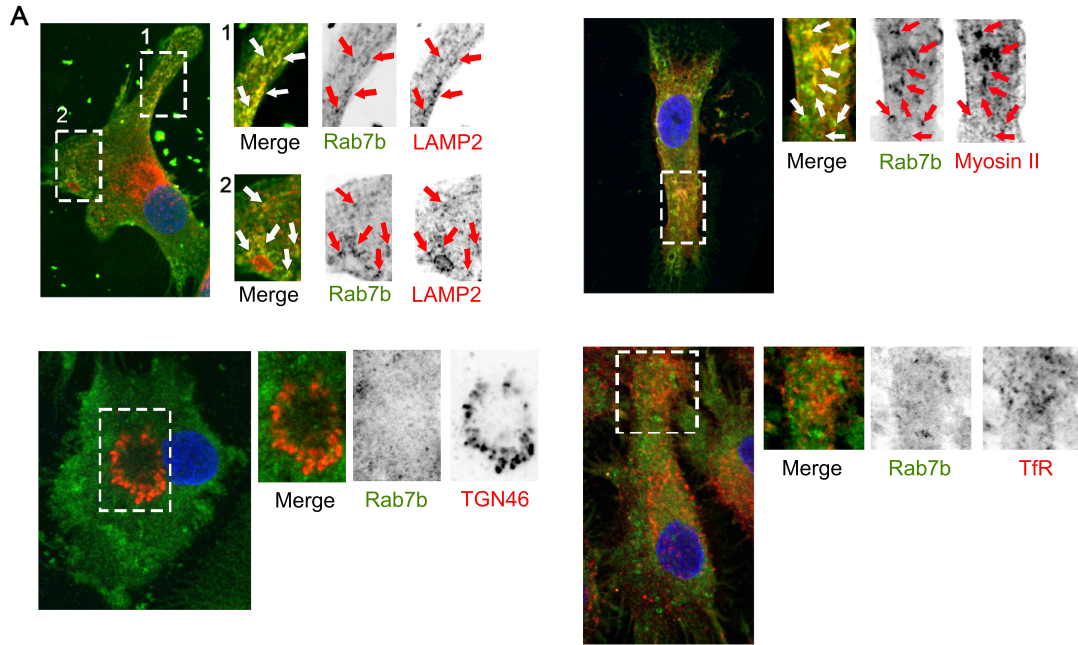 A
1
2
1
Merge Rab7b LAMP2
2
Merge Rab7b LAMP2
Merge Rab7b Myosin II
Merge Rab7b TGN46
Merge Rab7b TfR